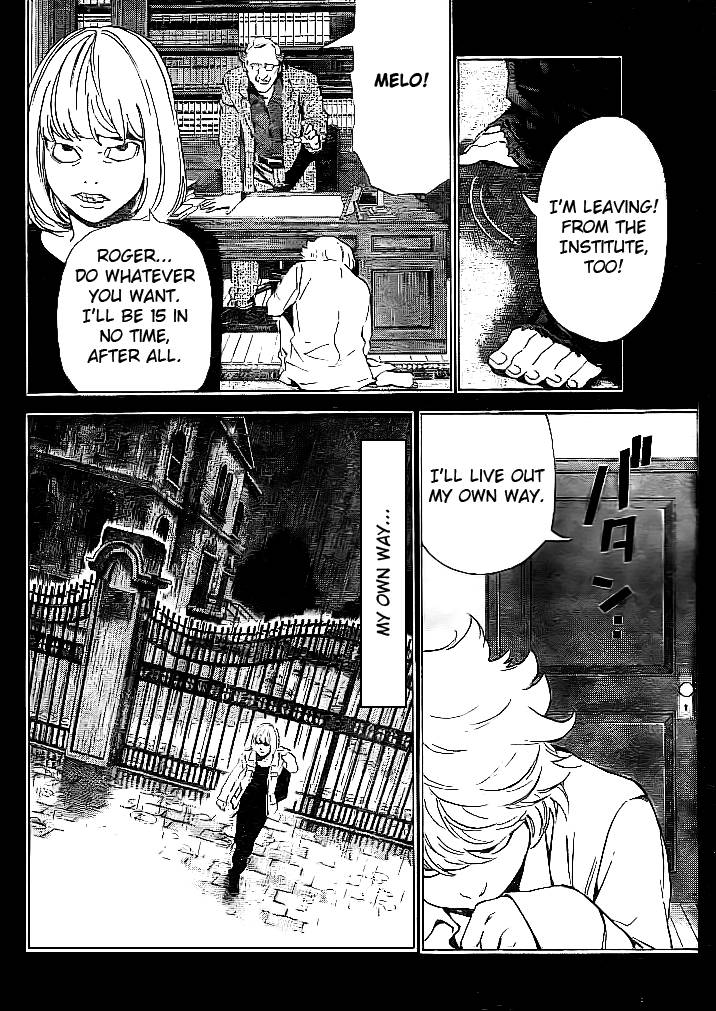 I'M LEAVING!
FROM THE
INSTITUTE,
TOO!
MELO!
ROGER...
DO WHATEVER
YOU WANT.
I'LL BE 15 IN
NO TIME,
AFTER ALL.
I'LL LIVE OUT
MY OWN WAY.
バタン‥
MY OWN WAY...